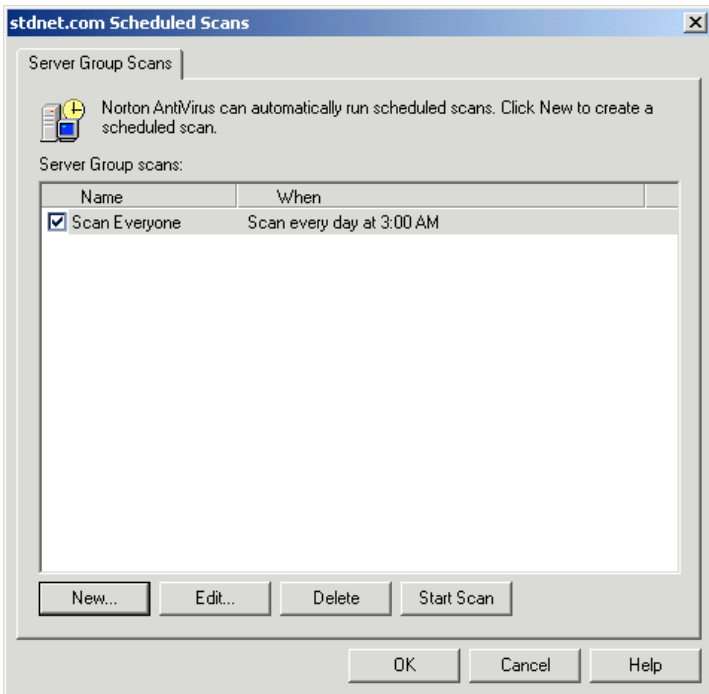 stdnet.com Scheduled Scans
Server Group Scans
Norton AntiVirus can automatically run scheduled scans. Click New to create a
scheduled scan.
Server Group scans:
Name When
Scan Everyone Scan every day at 3:00 AM
New... Edit... Delete Start Scan
OK Cancel Help